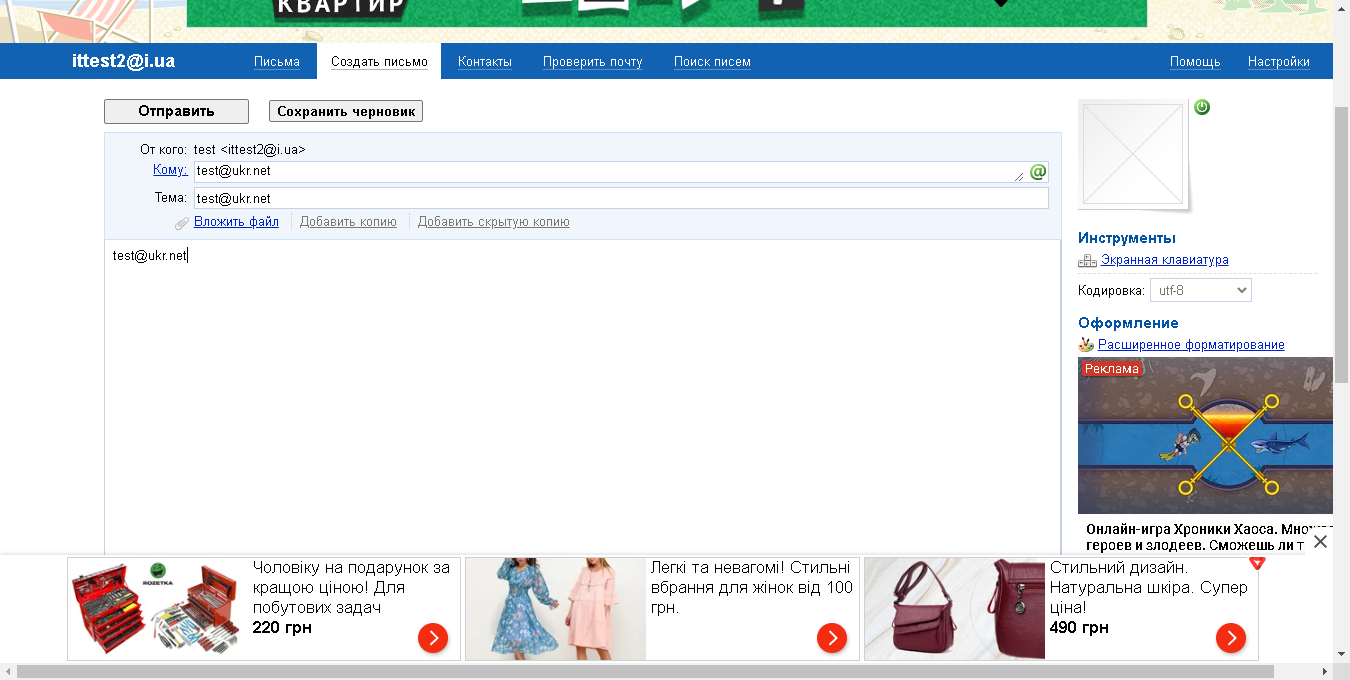 КВАРТИР
ittest2@i.ua Письма Создать письмо Контакты Проверить почту Поиск писем Помощь Настройки
Отправить Сохранить черновик
От кого: test <ittest2@i.ua>
Кому: test@ukr.net
Тема: test@ukr.net
Вложить файл Добавить копию Добавить скрытую копию
test@ukr.net
Инструменты
Экранная клавиатура
Кодировка: utf-8
Оформление
Расширенное форматирование
Реклама
Онлайн-игра Хроники Хаоса.
героев и злодеев. Сможешь ли
ROZETKA
Чоловіку на подарунок за
кращою ціною! Для
побутових задач
220 грн
Легкі та невагомі! Стильні
вбрання для жінок від 100
грн.
Стильний дизайн.
Натуральна шкіра. Супер
ціна!
490 грн